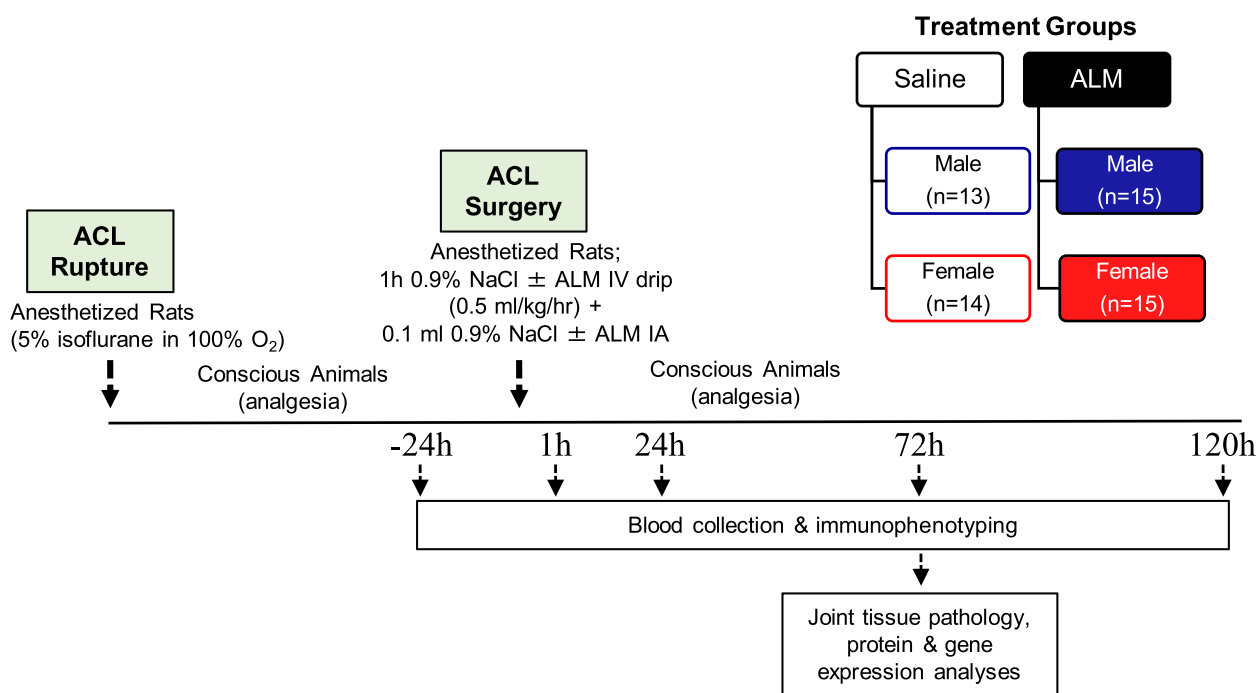 Treatment Groups
Saline
ALM
Male
(n=13)
Male
(n=15)
Female
(n=14)
Female
(n=15)
ACL
Rupture
Anesthetized Rats
(5% isoflurane in 100% O₂)
ACL
Surgery
Anesthetized Rats;
1h 0.9% NaCl ± ALM IV drip
(0.5 ml/kg/hr) +
0.1 ml 0.9% NaCl ± ALM IA
Conscious Animals
(analgesia)
Conscious Animals
(analgesia)
-24h
1h
24h
72h
120h
Blood collection & immunophenotyping
Joint tissue pathology,
protein & gene
expression analyses